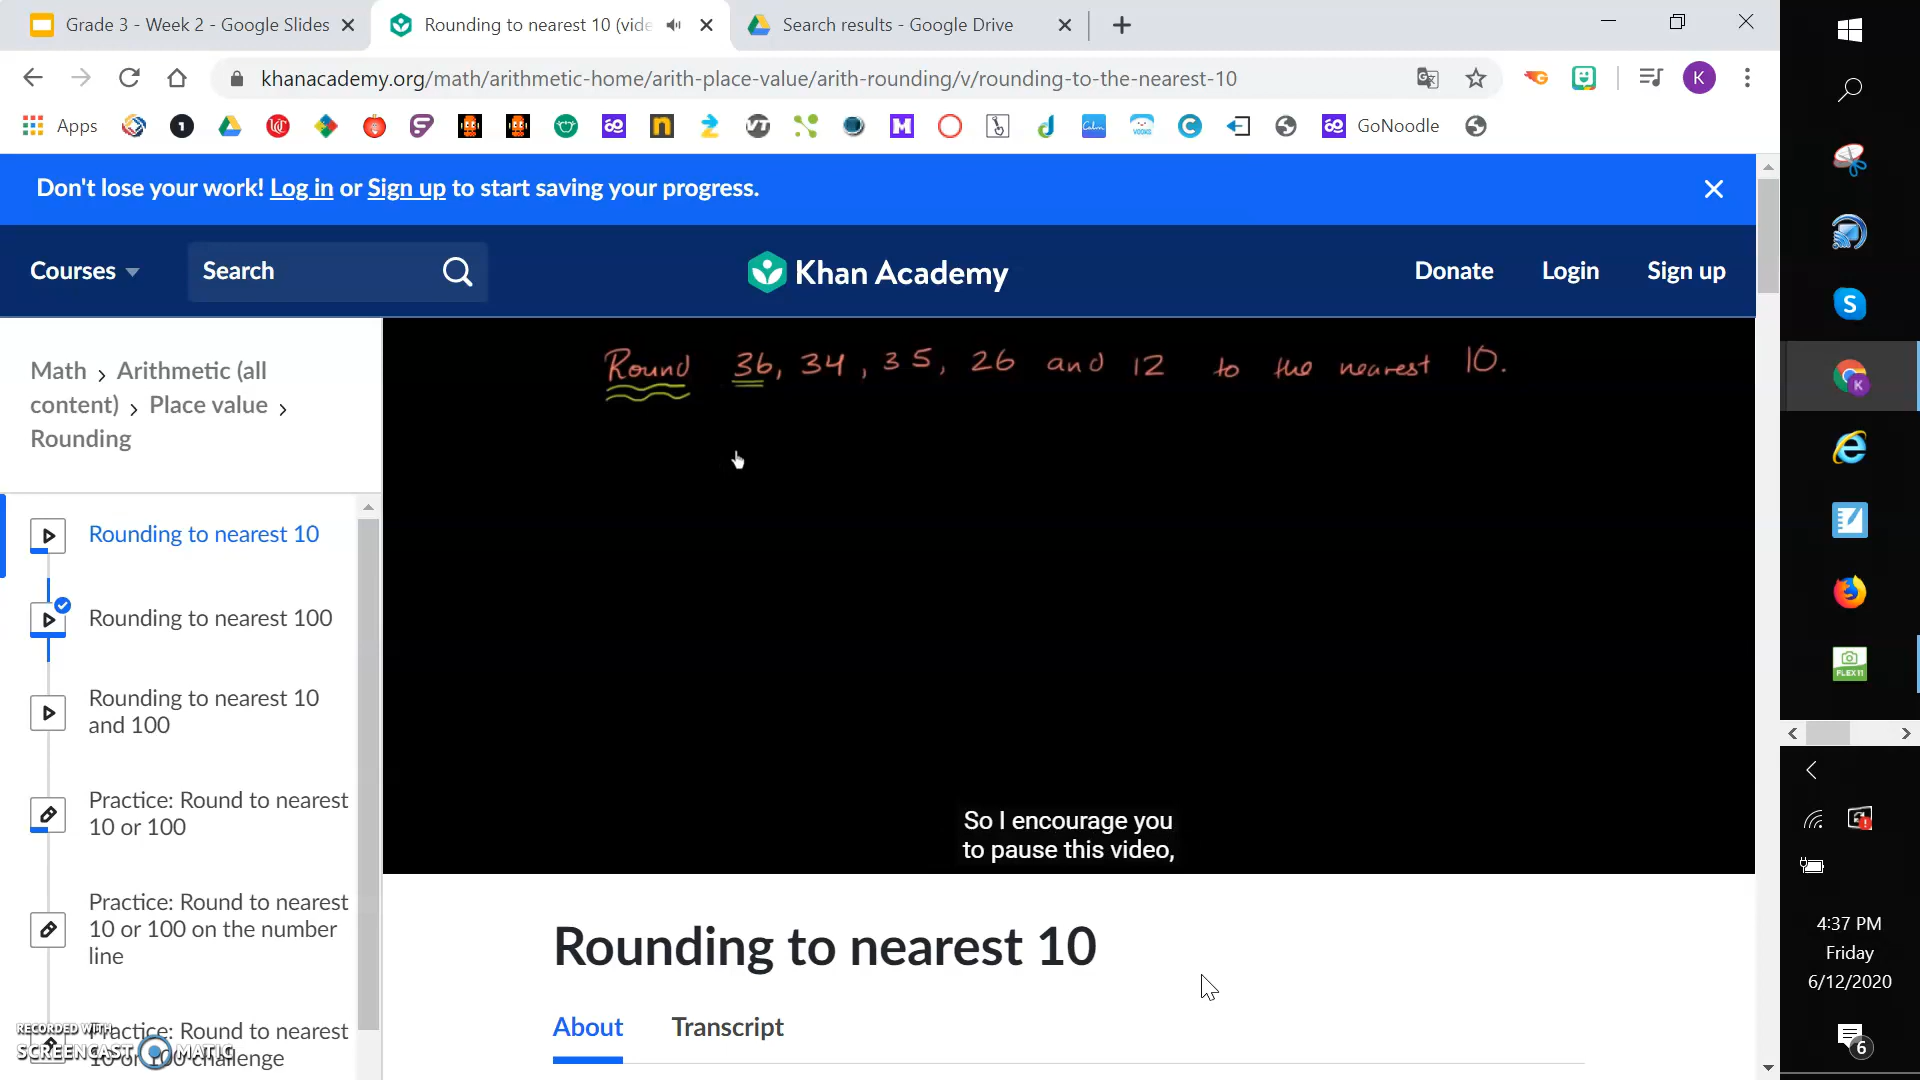 Grade 3 - Week 2 - Google Slides
Rounding to nearest 10 (vide
Search results - Google Drive
khanacademy.org/math/arithmetic-home/arith-place-value/arith-rounding/v/rounding-to-the-nearest-10
K
Apps
GoNoodle
Don't lose your work! Log in or Sign up to start saving your progress.
Courses
Search
Khan Academy
Donate
Login
Sign up
Math > Arithmetic (all
content) > Place value >
Rounding
Round 36, 34, 35, 26 and 12 to the nearest 10.
Rounding to nearest 10
Rounding to nearest 100
Rounding to nearest 10
and 100
Practice: Round to nearest
10 or 100
Practice: Round to nearest
10 or 100 on the number
line
Practice: Round to nearest
10 or 100 challenge
So I encourage you
to pause this video,
Rounding to nearest 10
About
Transcript
RECORDED WITH
SCREENCAST MATIC
4:37 PM
Friday
6/12/2020
6